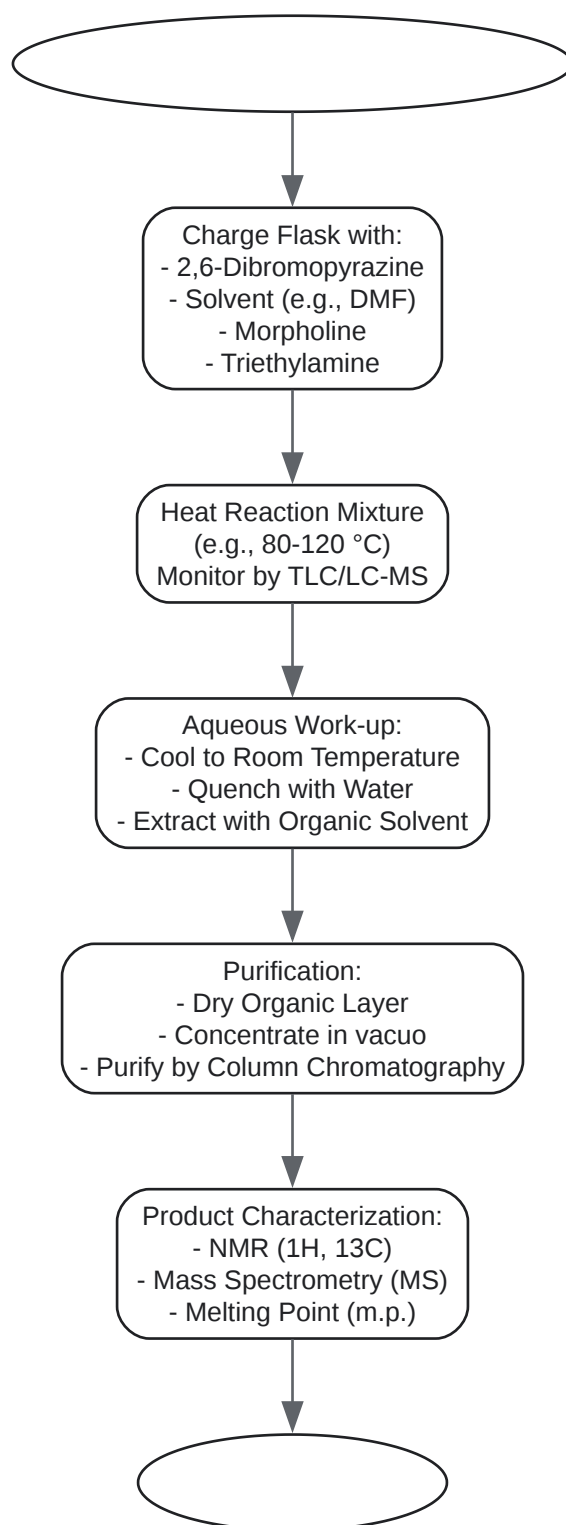 Charge Flask with:
- 2,6-Dibromopyrazine
- Solvent (e.g., DMF)
- Morpholine
- Triethylamine
Heat Reaction Mixture
(e.g., 80-120 °C)
Monitor by TLC/LC-MS
Aqueous Work-up:
- Cool to Room Temperature
- Quench with Water
- Extract with Organic Solvent
Purification:
- Dry Organic Layer
- Concentrate in vacuo
- Purify by Column Chromatography
Product Characterization:
- NMR (1H, 13C)
- Mass Spectrometry (MS)
- Melting Point (m.p.)